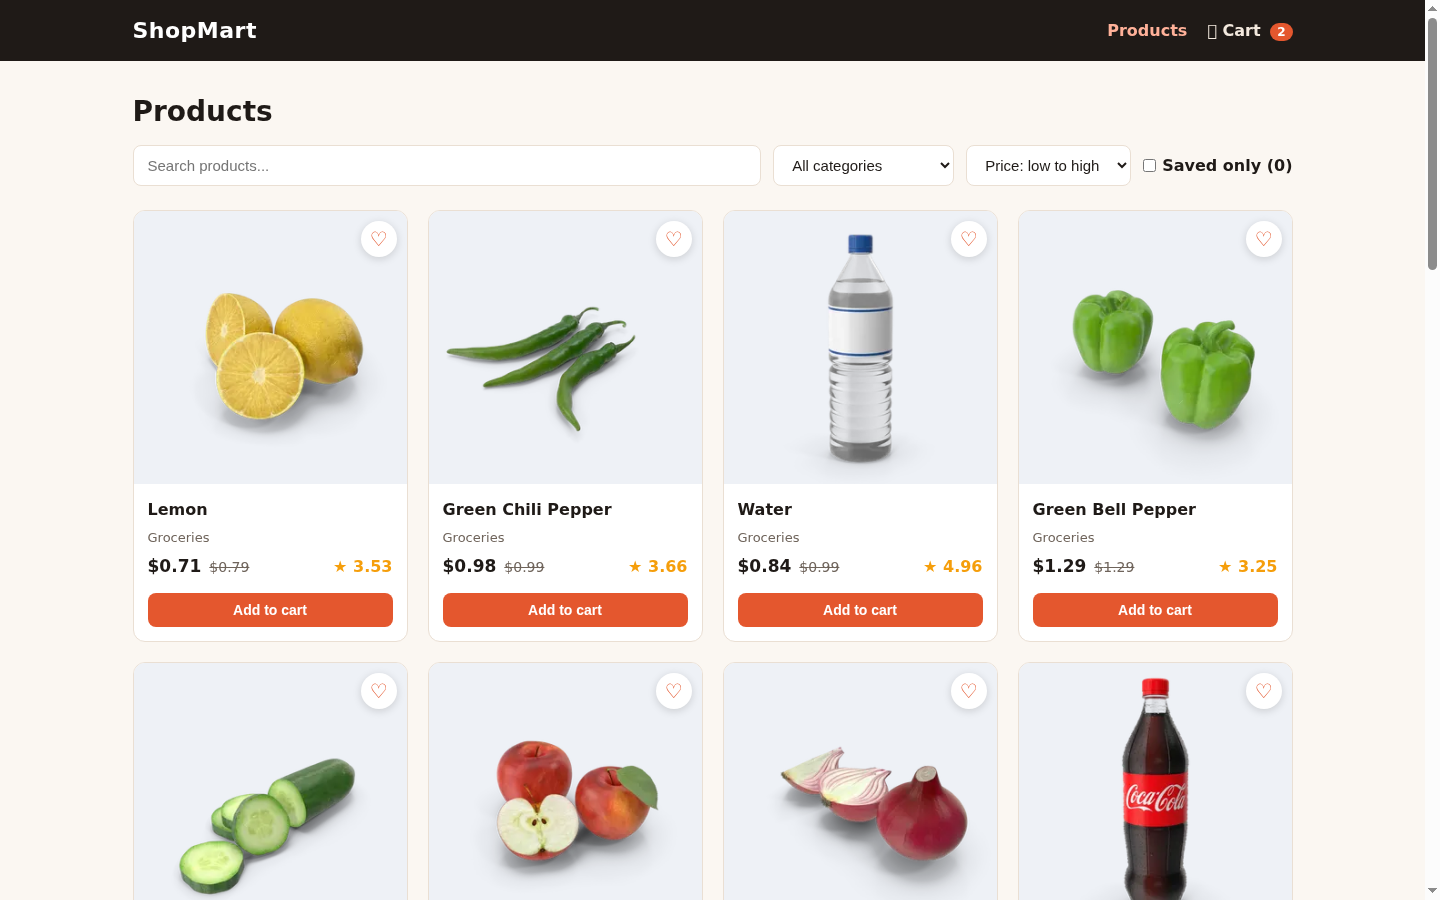 ShopMart
Products
Cart 2
Products
Search products...
All categories
Price: low to high
Saved only (0)
Lemon
Groceries
$0.71 $0.79 ★ 3.53
Add to cart
Green Chili Pepper
Groceries
$0.98 $0.99 ★ 3.66
Add to cart
Water
Groceries
$0.84 $0.99 ★ 4.96
Add to cart
Green Bell Pepper
Groceries
$1.29 $1.29 ★ 3.25
Add to cart
Coca-Cola